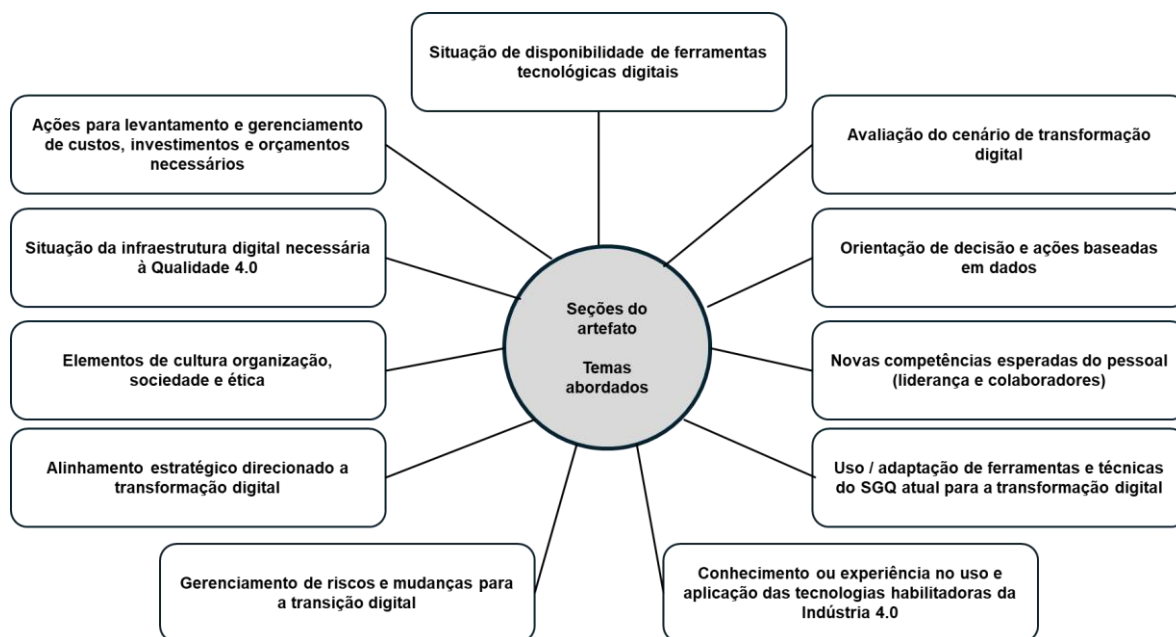 Situação de disponibilidade de ferramentas
tecnológicas digitais
Ações para levantamento e gerenciamento
de custos, investimentos e orçamentos
necessários
Avaliação do cenário de transformação
digital
Situação da infraestrutura digital necessária
à Qualidade 4.0
Orientação de decisão e ações baseadas
em dados
Seções do
artefato
Temas
abordados
Elementos de cultura organização,
sociedade e ética
Novas competências esperadas do pessoal
(liderança e colaboradores)
Alinhamento estratégico direcionado a
transformação digital
Uso / adaptação de ferramentas e técnicas
do SGQ atual para a transformação digital
Gerenciamento de riscos e mudanças para
a transição digital
Conhecimento ou experiência no uso e
aplicação das tecnologias habilitadoras da
Indústria 4.0